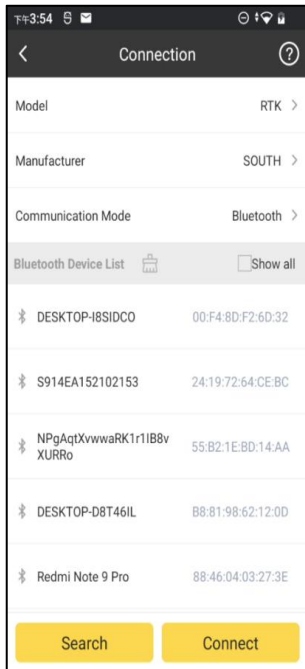 下午3:54
Connection
Model RTK
Manufacturer SOUTH
Communication Mode Bluetooth
Bluetooth Device List Show all
DESKTOP-I8SIDCO 00:F4:8D:F2:6D:32
S914EA152102153 24:19:72:64:CE:BC
NPgAqtXvwwaRK1r1IB8v
XURRo 55:B2:1E:BD:14:AA
DESKTOP-D8T46IL B8:81:98:62:12:0D
Redmi Note 9 Pro 88:46:04:03:27:3E
Search Connect